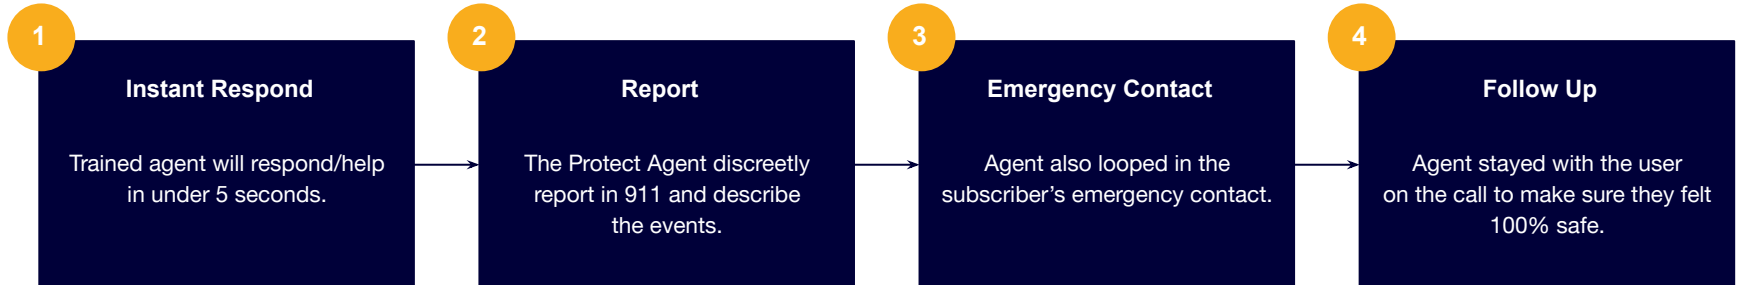 1
Instant Respond
Trained agent will respond/help
in under 5 seconds.
2
Report
The Protect Agent discreetly
report in 911 and describe
the events.
3
Emergency Contact
Agent also looped in the
subscriber’s emergency contact.
4
Follow Up
Agent stayed with the user
on the call to make sure they felt
100% safe.